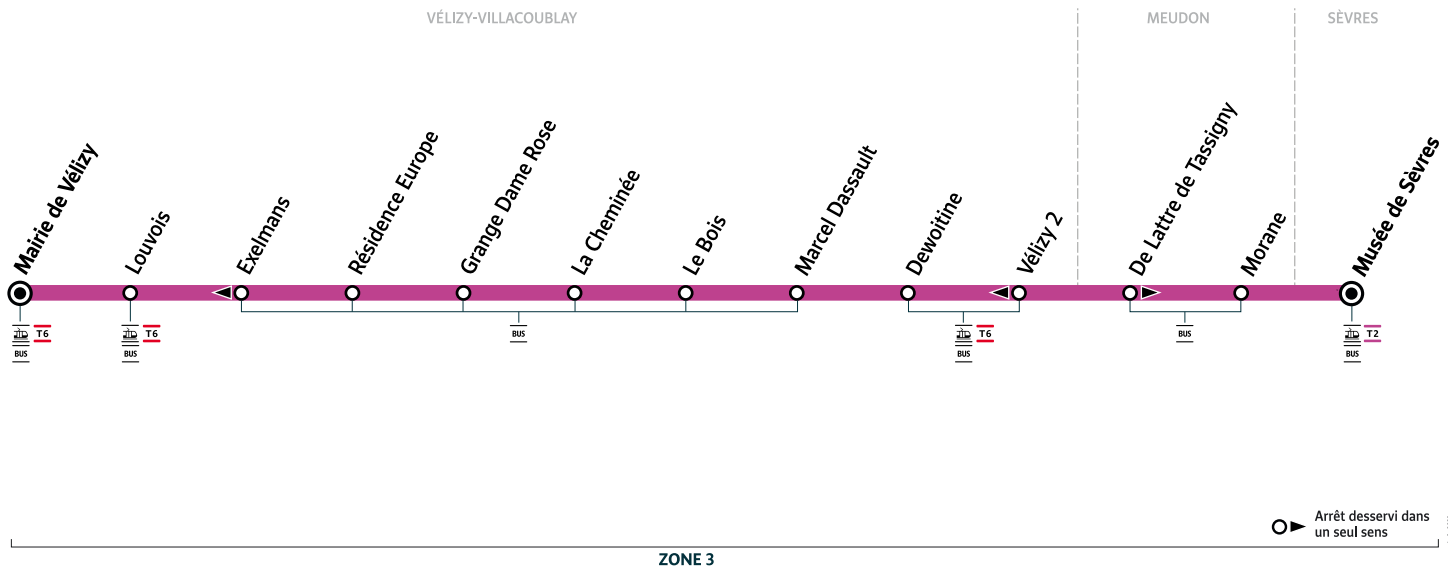 VÉLIZY-VILLACOUBLAY
MEUDON
SÈVRES
Mairie de Vélizy
Louvois
Exelmans
Résidence Europe
Grange Dame Rose
La Cheminée
Le Bois
Marcel Dassault
Dewoitine
Vélizy 2
De Lattre de Tassigny
Morane
Musée de Sèvres
T6
BUS
T6
BUS
BUS
T6
BUS
BUS
T2
BUS
Arrêt desservi dans
un seul sens
ZONE 3